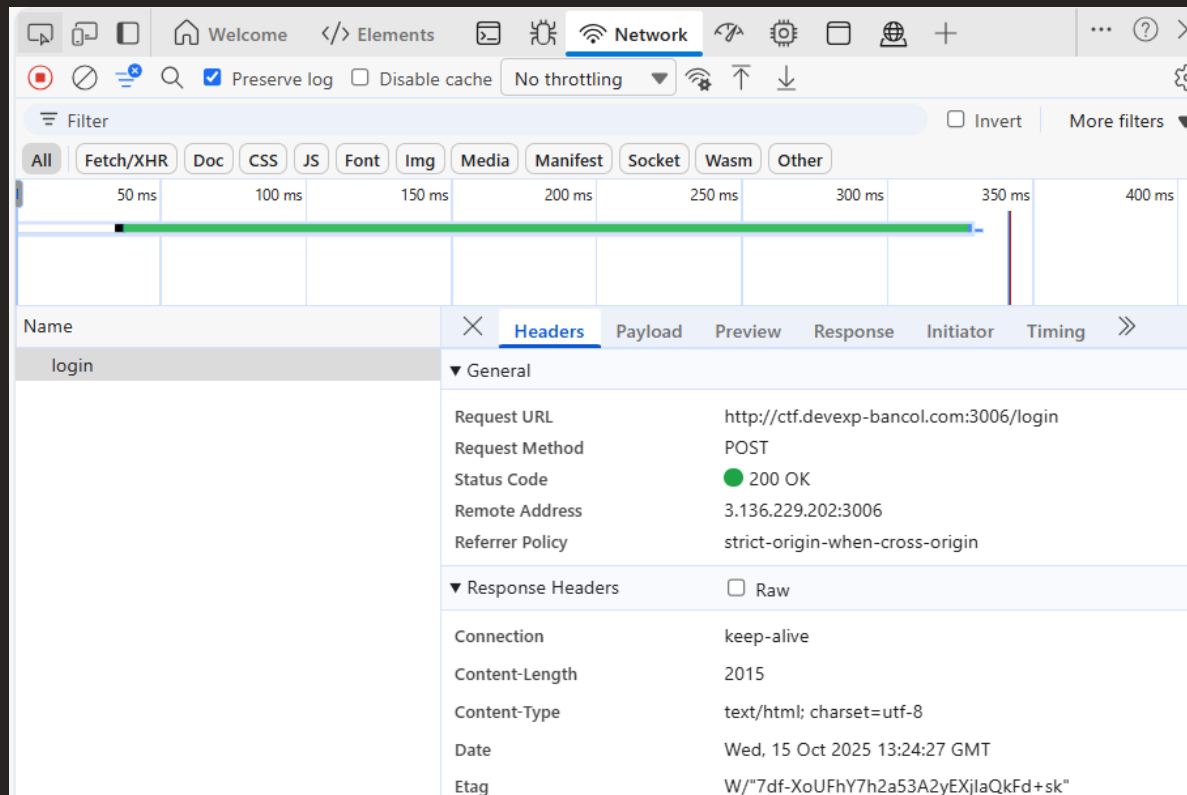 Welcome </> Elements Network
Preserve log Disable cache No throttling
Filter Invert More filters
All Fetch/XHR Doc CSS JS Font Img Media Manifest Socket Wasm Other
50 ms 100 ms 150 ms 200 ms 250 ms 300 ms 350 ms 400 ms
Name
login
Headers Payload Preview Response Initiator Timing
General
Request URL http://ctf.devexp-bancol.com:3006/login
Request Method POST
Status Code 200 OK
Remote Address 3.136.229.202:3006
Referrer Policy strict-origin-when-cross-origin
Response Headers Raw
Connection keep-alive
Content-Length 2015
Content-Type text/html; charset=utf-8
Date Wed, 15 Oct 2025 13:24:27 GMT
Etag W/"7df-XoUFhY7h2a53A2yEXjlaQkFd+sk"